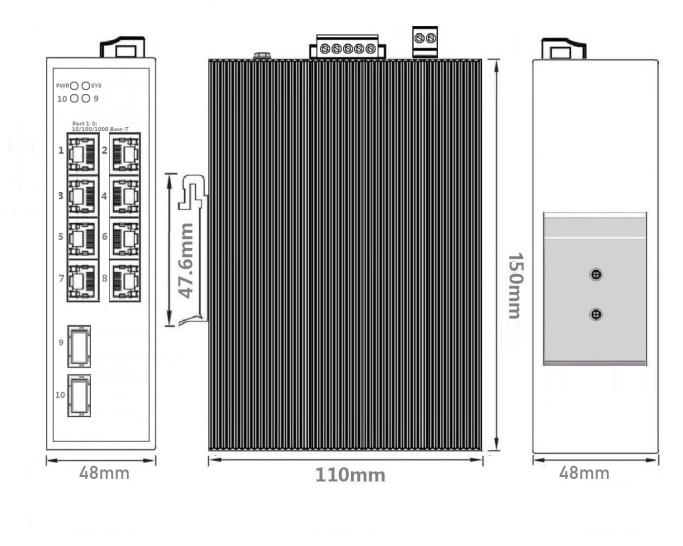 PWR SYS
10 9
Port 1-8:
10/100/1000 Base-T
1 2
3 4
5 6
7 8
9
10
47.6mm
150mm
48mm
110mm
48mm